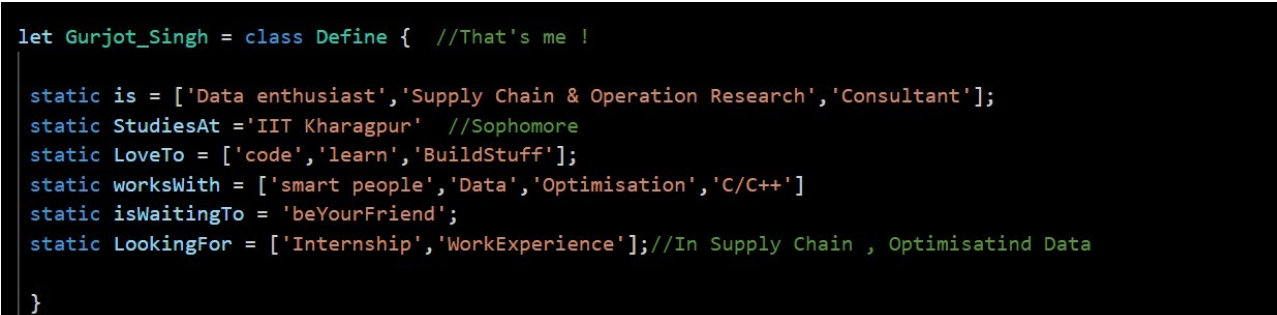 let Gurjot_Singh = class Define {  //That's me !
static is = ['Data enthusiast','Supply Chain & Operation Research','Consultant'];
static StudiesAt ='IIT Kharagpur'  //Sophomore
static LoveTo = ['code','learn','BuildStuff'];
static worksWith = ['smart people','Data','Optimisation','C/C++']
static isWaitingTo = 'beYourFriend';
static LookingFor = ['Internship','WorkExperience'];//In Supply Chain , Optimisatind Data
}